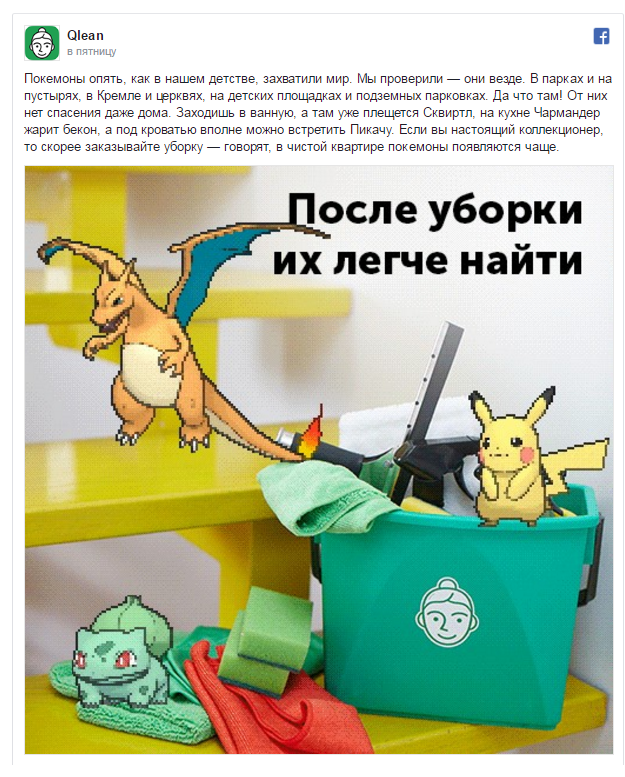 Qlean
в пятницу
Покемоны опять, как в нашем детстве, захватили мир. Мы проверили — они везде. В парках и на
пустырях, в Кремле и церквях, на детских площадках и подземных парковках. Да что там! От них
нет спасения даже дома. Заходишь в ванную, а там уже плещется Сквиртл, на кухне Чармандер
жарит бекон, а под кроватью вполне можно встретить Пикачу. Если вы настоящий коллекционер,
то скорее заказывайте уборку — говорят, в чистой квартире покемоны появляются чаще.
После уборки
их легче найти